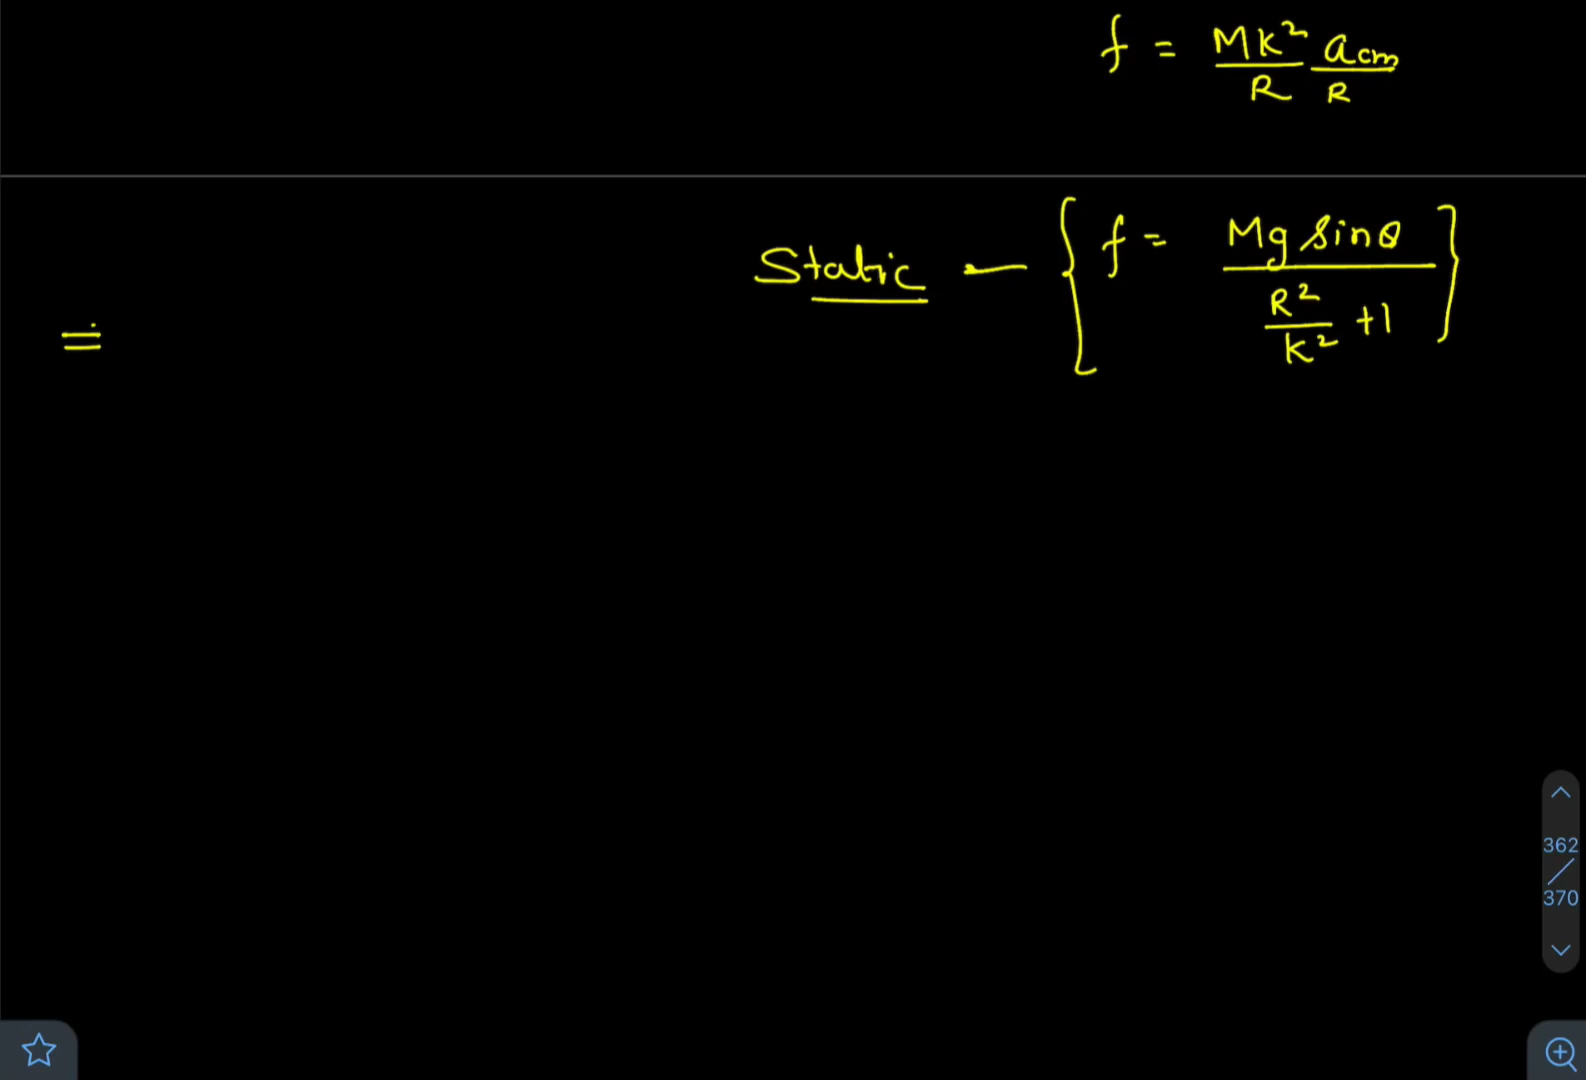 f = MK² / R a_cm / R
Static — { f = Mg sinθ / (R² / K² + 1) }
=
362
/
370